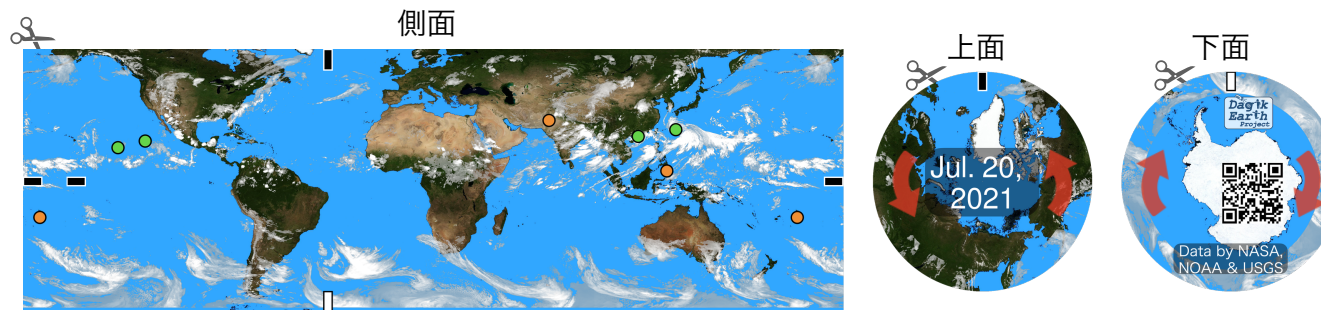 側面
上面
下面
Jul. 20,
2021
Dagik
Earth
Project
Data by NASA,
NOAA & USGS